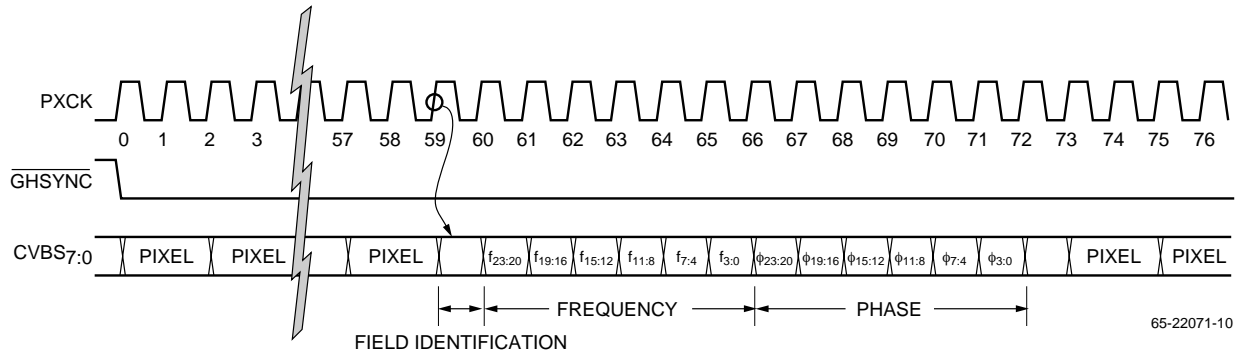 PXCK
0 1 2 3 57 58 59 60 61 62 63 64 65 66 67 68 69 70 71 72 73 74 75 76
GHSYNC
CVBS7:0 PIXEL PIXEL PIXEL f23:20 f19:16 f15:12 f11:8 f7:4 f3:0 ϕ23:20 ϕ19:16 ϕ15:12 ϕ11:8 ϕ7:4 ϕ3:0 PIXEL PIXEL
FREQUENCY PHASE
FIELD IDENTIFICATION
65-22071-10